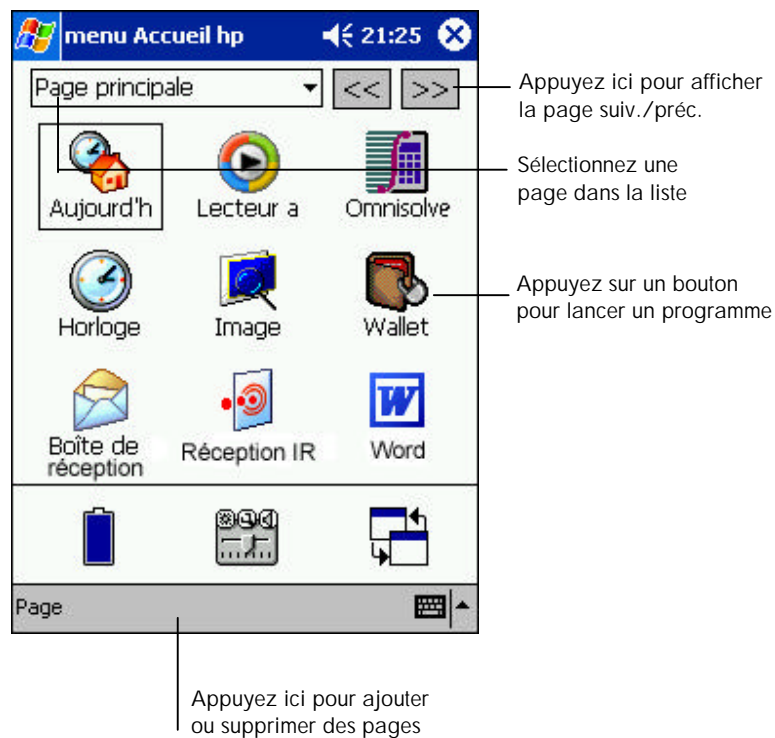 menu Accueil hp 21:25
Page principale << >>
Appuyez ici pour afficher
la page suiv./préc.
Sélectionnez une
page dans la liste
Aujourd'h Lecteur a Omnisolve
Appuyez sur un bouton
pour lancer un programme
Horloge Image Wallet
W
Boîte de
réception Réception IR Word
Page
Appuyez ici pour ajouter
ou supprimer des pages